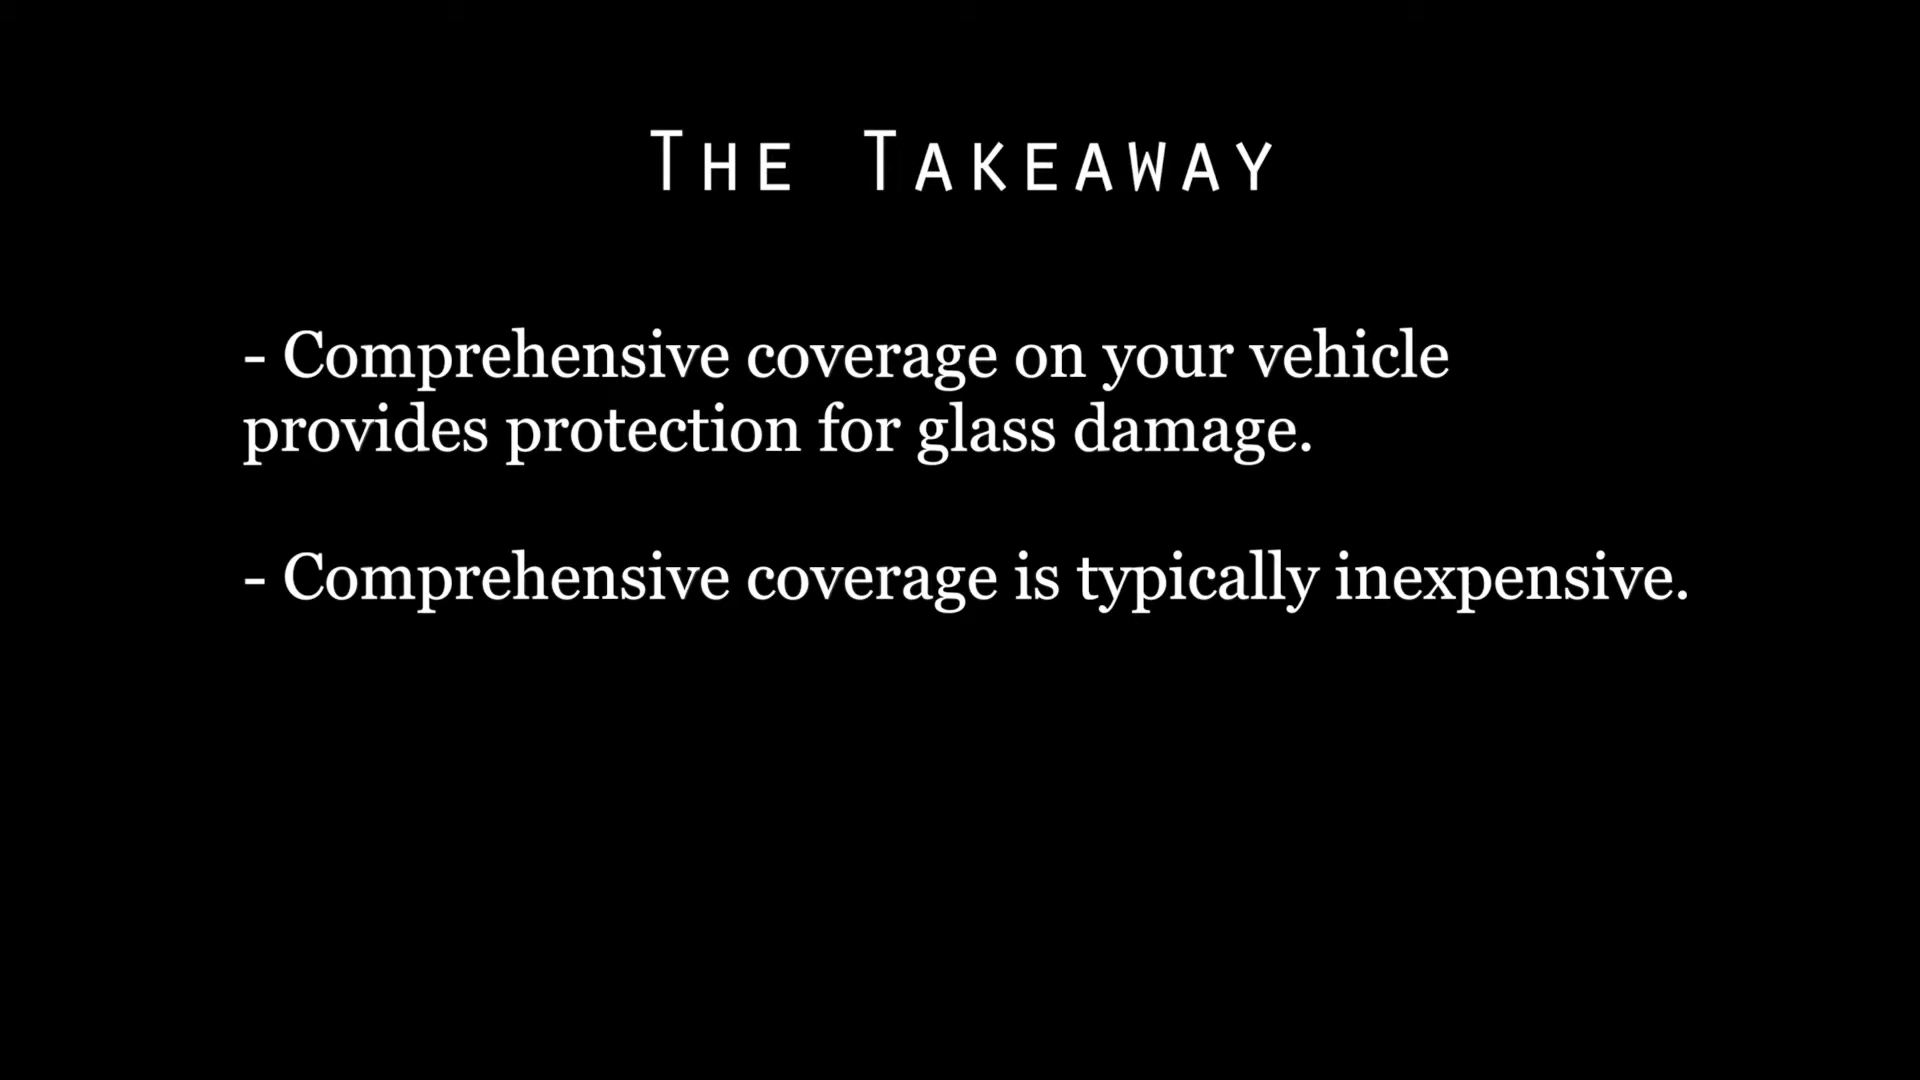 The Takeaway
- Comprehensive coverage on your vehicle
provides protection for glass damage.
- Comprehensive coverage is typically inexpensive.